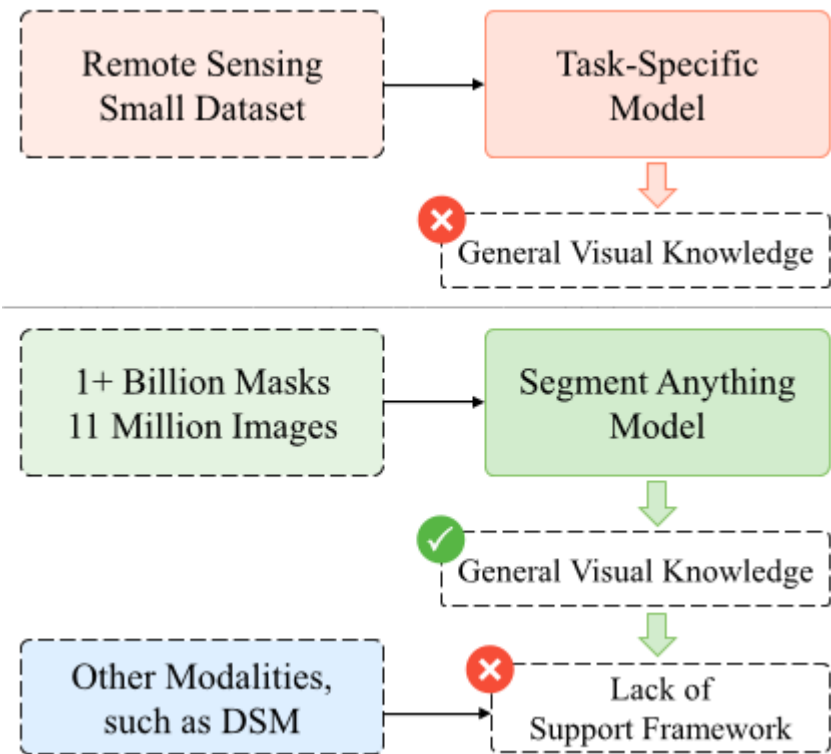 Remote Sensing
Small Dataset
Task-Specific
Model
General Visual Knowledge
1+ Billion Masks
11 Million Images
Segment Anything
Model
General Visual Knowledge
Other Modalities,
such as DSM
Lack of
Support Framework